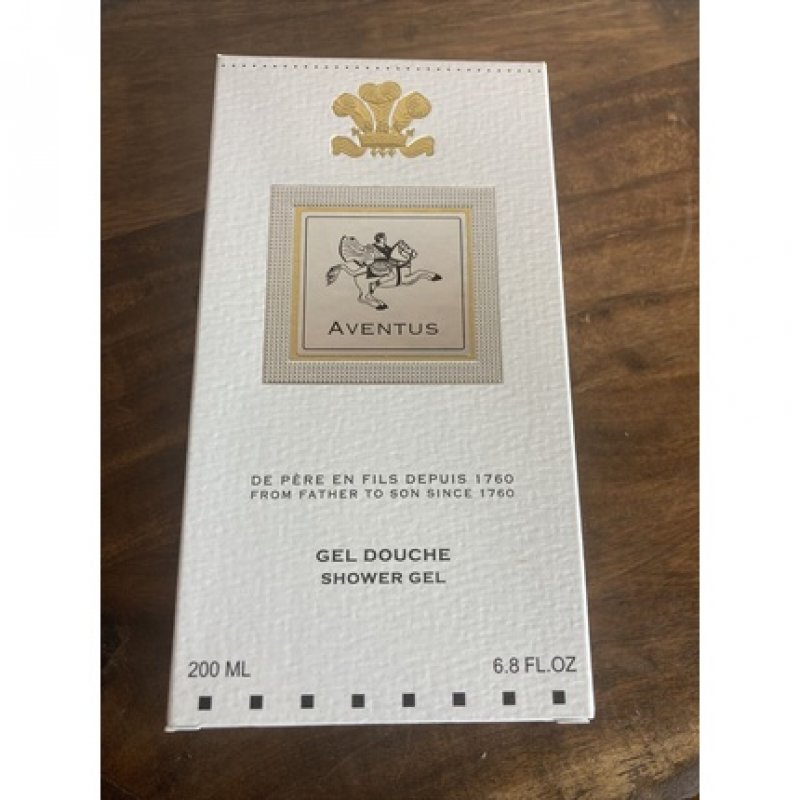 AVENTUS
DE PÈRE EN FILS DEPUIS 1760
FROM FATHER TO SON SINCE 1760
GEL DOUCHE
SHOWER GEL
200 ML 6.8 FL.OZ